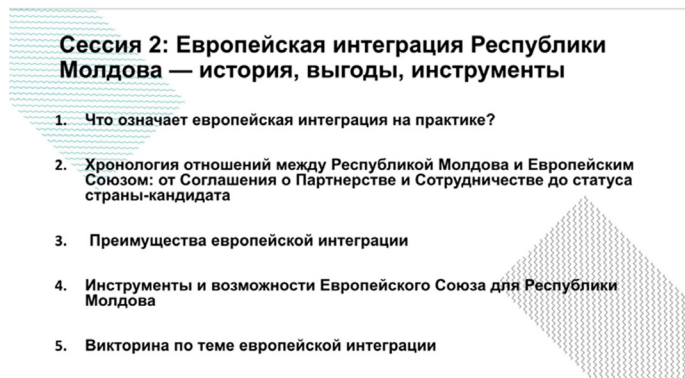 Сессия 2: Европейская интеграция Республики
Молдова — история, выгоды, инструменты
1. Что означает европейская интеграция на практике?
2. Хронология отношений между Республикой Молдова и Европейским
Союзом: от Соглашения о Партнерстве и Сотрудничестве до статуса
страны-кандидата
3. Преимущества европейской интеграции
4. Инструменты и возможности Европейского Союза для Республики
Молдова
5. Викторина по теме европейской интеграции